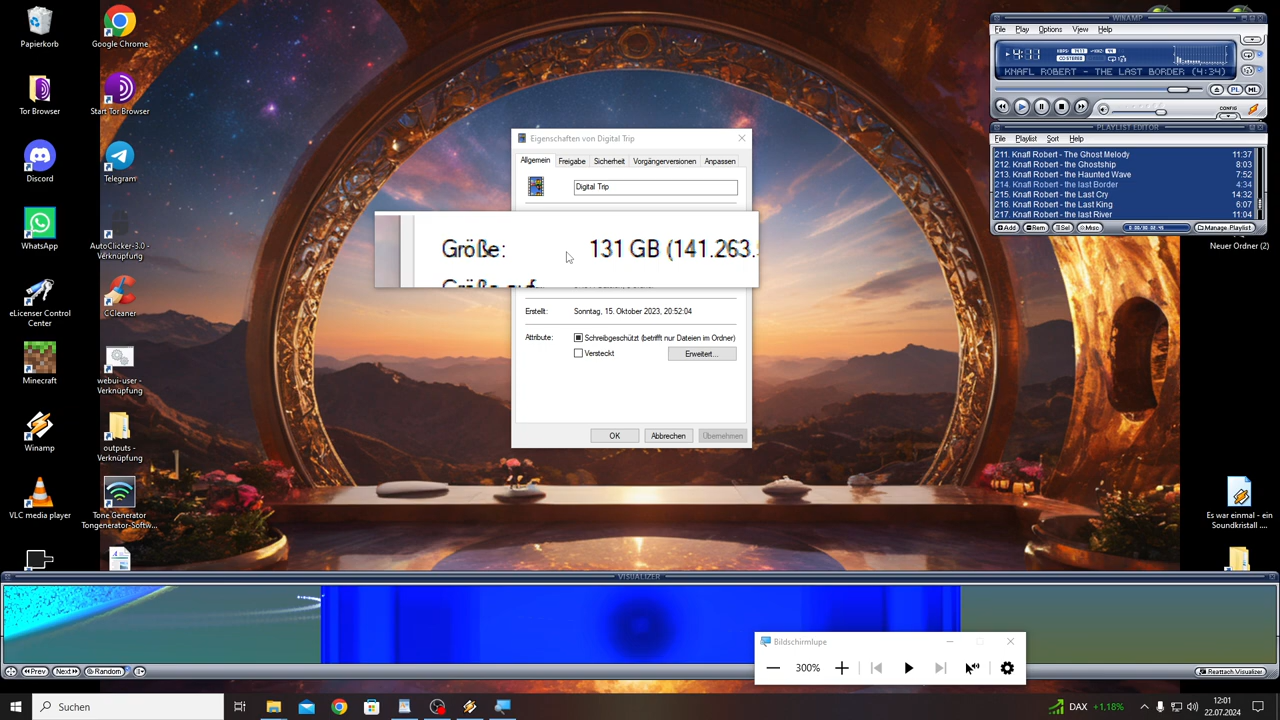 Papierkorb
Google Chrome
Tor Browser
Start Tor Browser
Discord
Telegram
WhatsApp
AutoClicker-3.0 -
Verknüpfung
eLicenser Control
Center
CCleaner
Minecraft
webui-user -
Verknüpfung
Winamp
outputs -
Verknüpfung
VLC media player
Tone Generator
Tongenerator-Softw...
Eigenschaften von Digital Trip
Allgemein Freigabe Sicherheit Vorgängerversionen Anpassen
Digital Trip
Größe: 131 GB (141.263.
Erstellt: Sonntag, 15. Oktober 2023, 20:52:04
Attribute: Schreibgeschützt (betrifft nur Dateien im Ordner)
Versteckt Erweitert...
OK Abbrechen Übernehmen
WINAMP
File Play Options View Help
4:11
KNAFL ROBERT - THE LAST BORDER (4:34)
PL ML
CONFIG
PLAYLIST EDITOR
File Playlist Sort Help
211. Knafl Robert - The Ghost Melody 11:37
212. Knafl Robert - the Ghostship 8:03
213. Knafl Robert - the Haunted Wave 7:52
214. Knafl Robert - the last Border 4:34
215. Knafl Robert - the Last Cry 14:32
216. Knafl Robert - the Last King 6:07
217. Knafl Robert - the last River 11:04
Add Rem Sel Misc Manage Playlist
Neuer Ordner (2)
Es war einmal - ein
Soundkristall ....
VISUALIZER
Prev Next Random
Reattach Visualizer
Bildschirmlupe
300%
Suchen
DAX +1.18%
12:01
22.07.2024